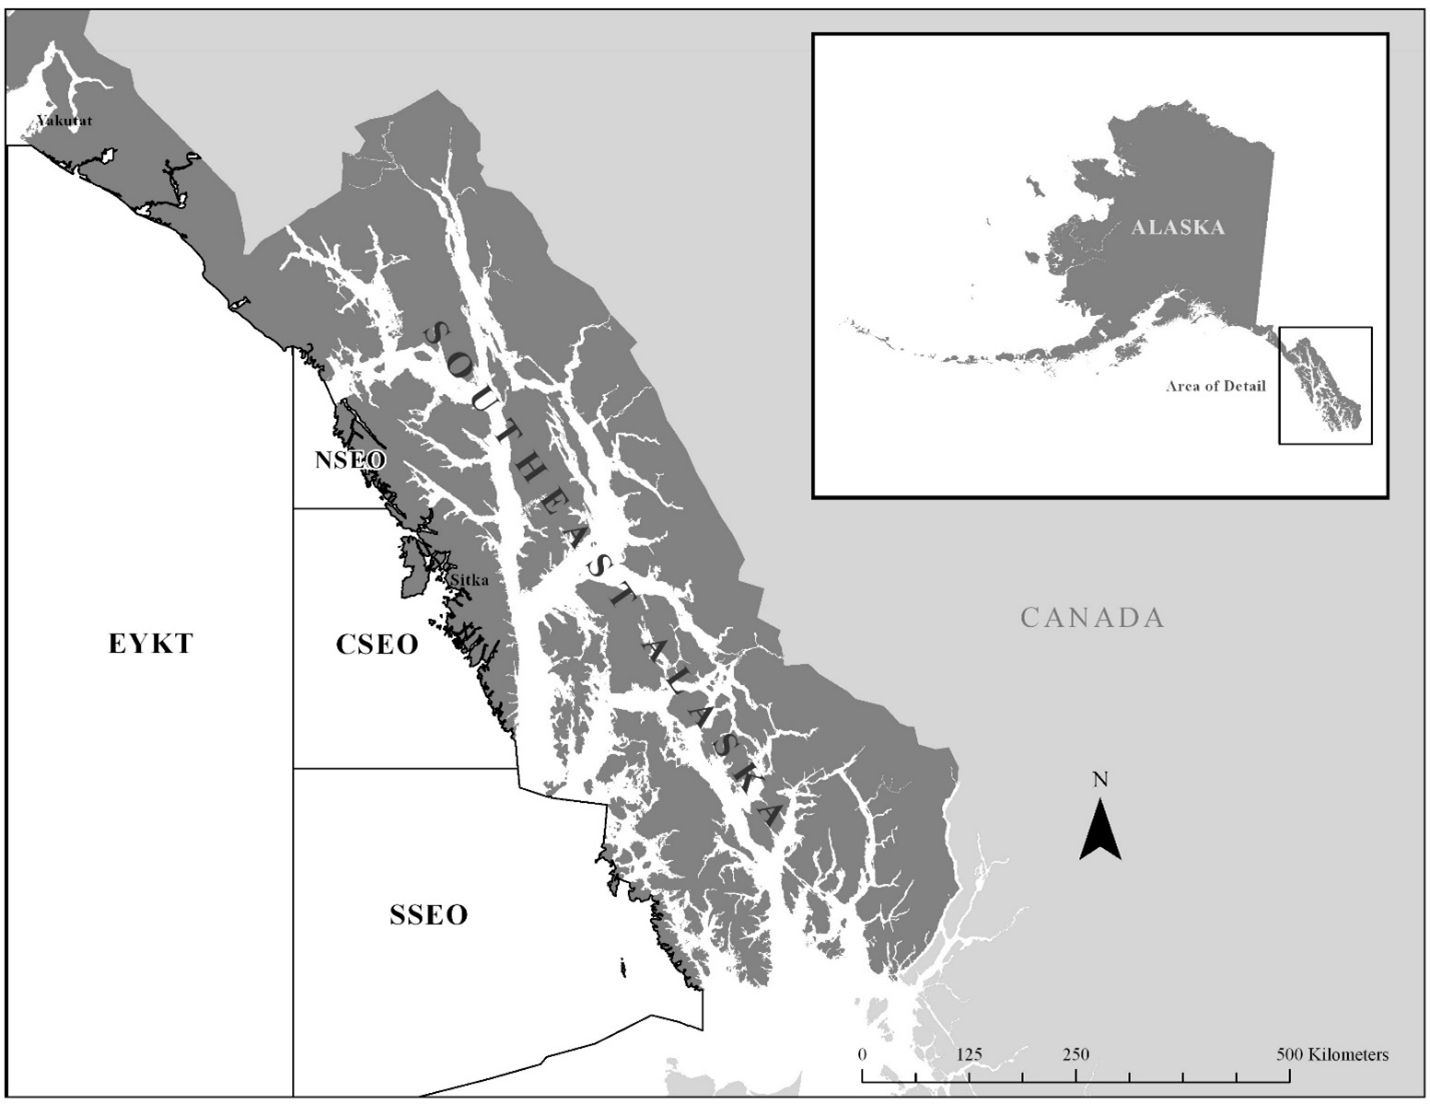 Yakutat
ALASKA
Area of Detail
SOUTHEAST ALASKA
NSEO
Sitka
EYKT
CSEO
CANADA
N
SSEO
0 125 250 500 Kilometers